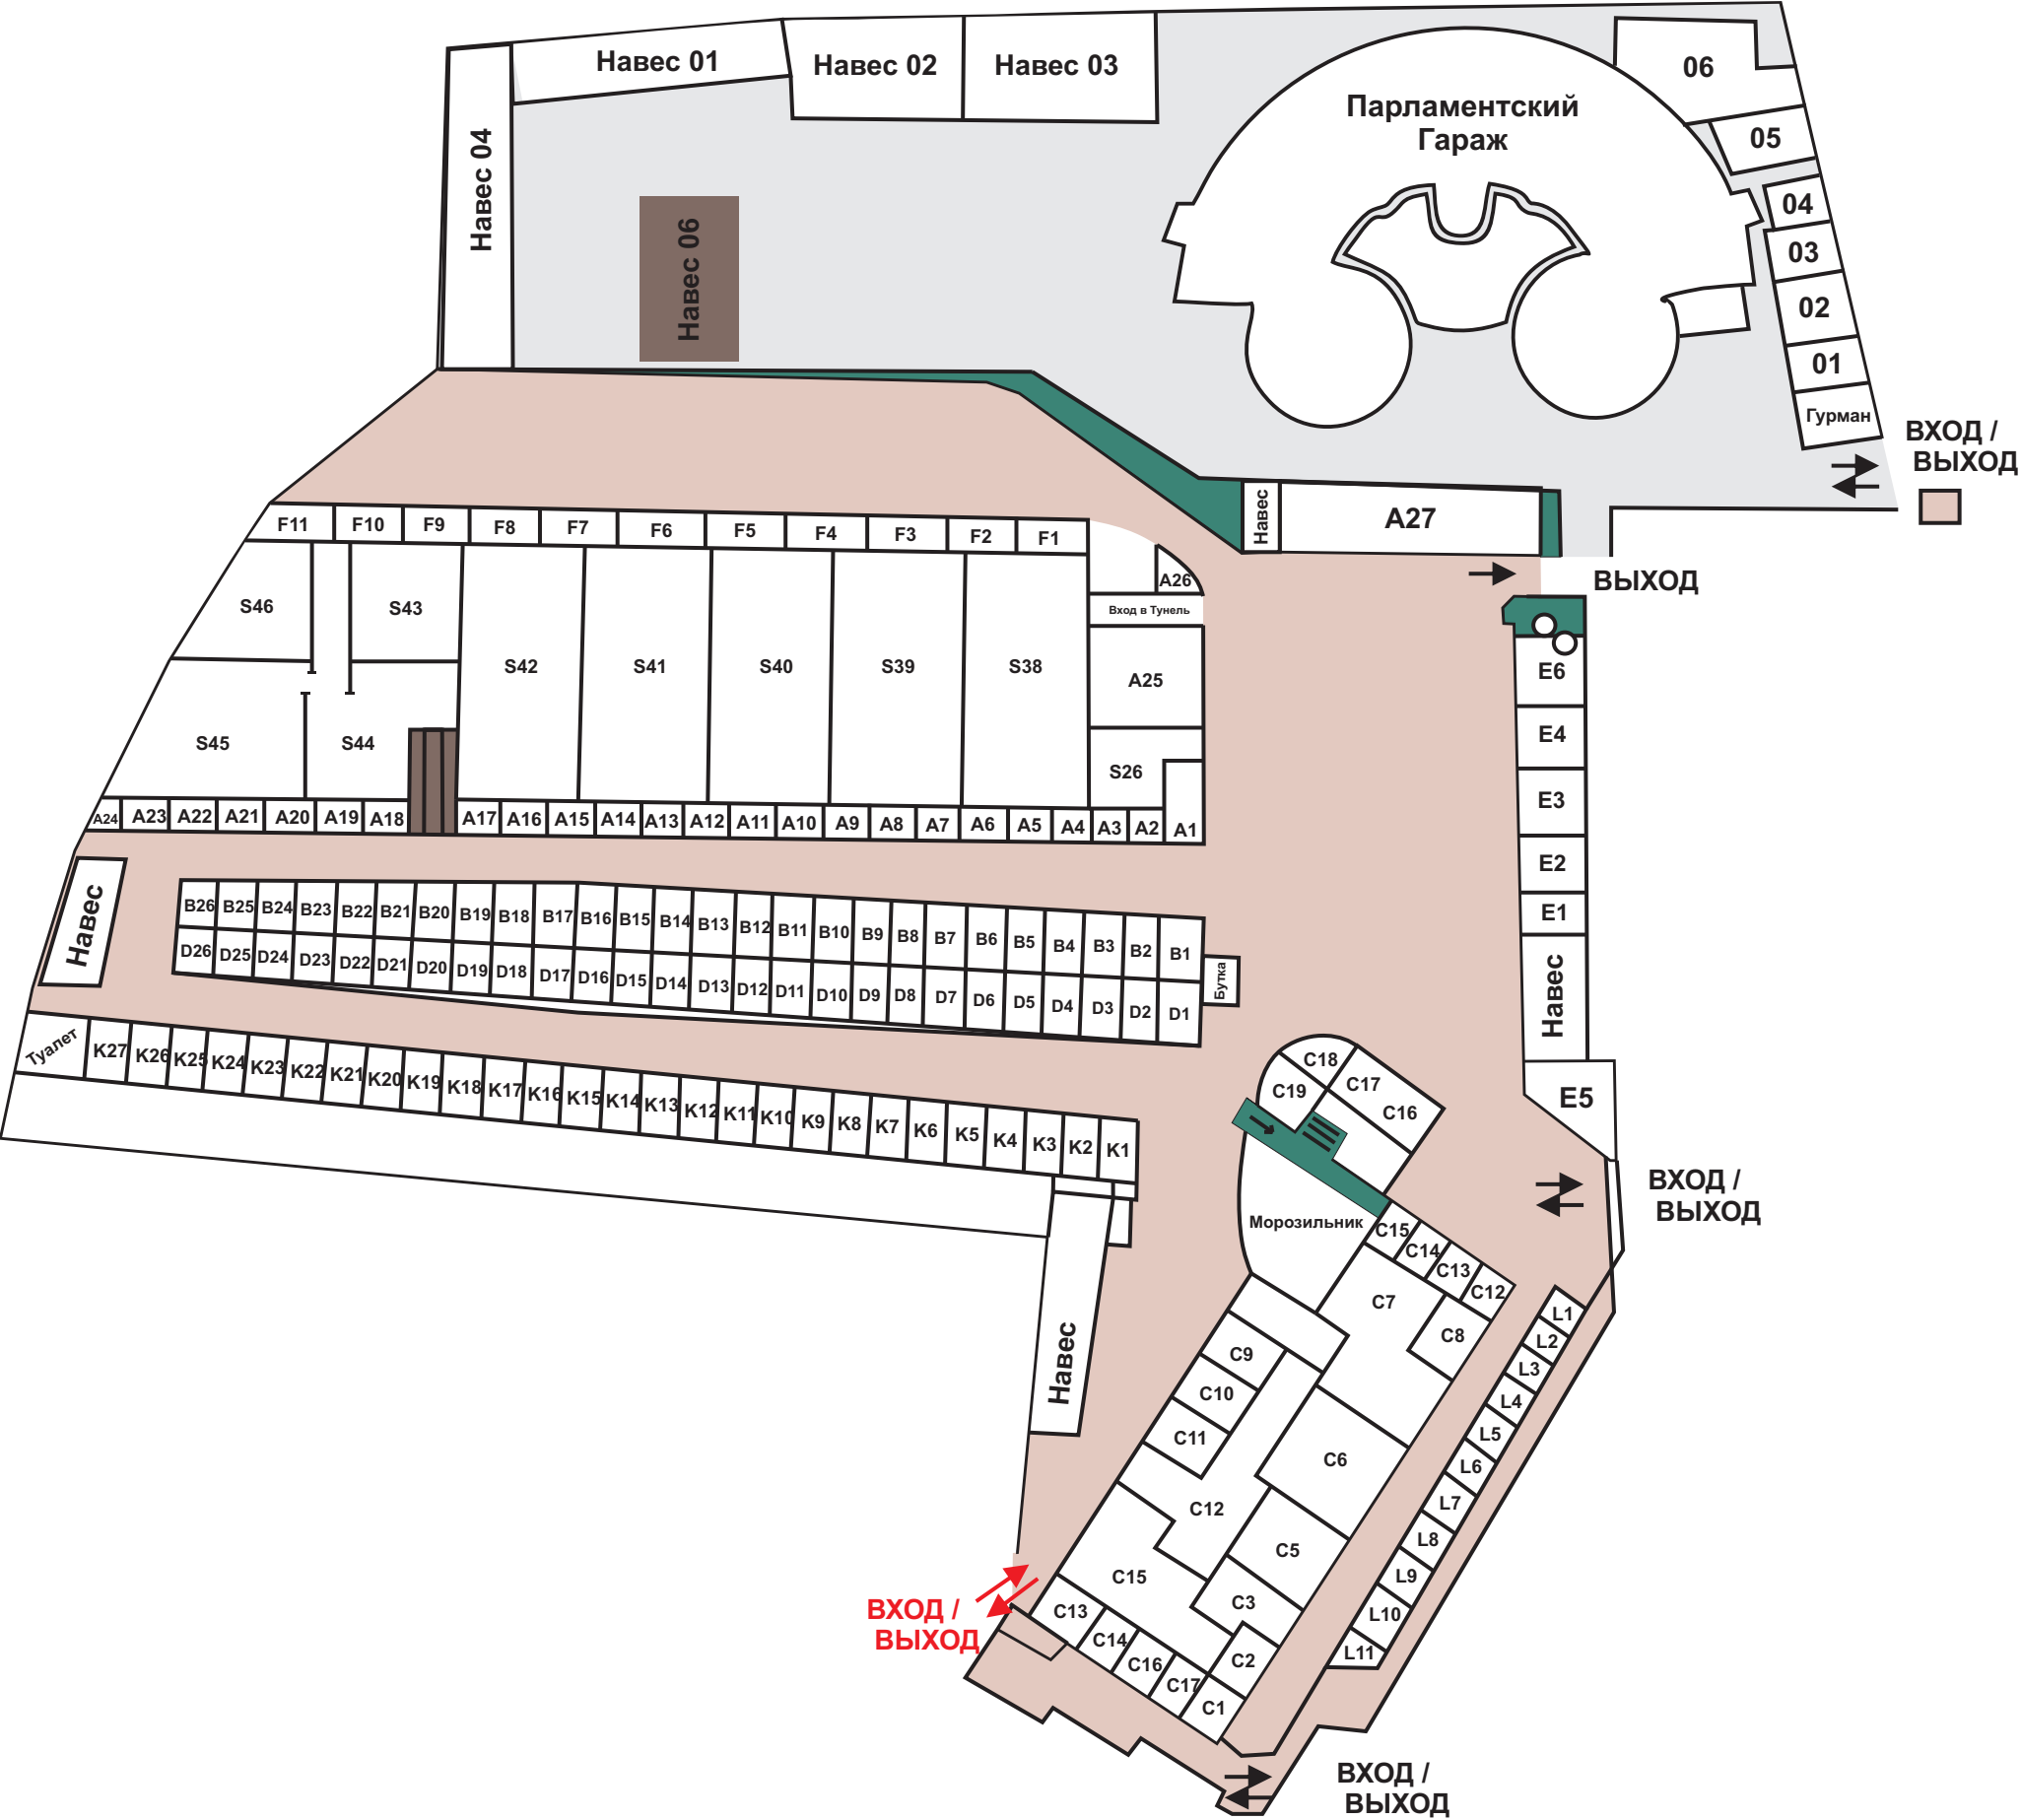 Навес 01
Навес 02
Навес 03
Навес 04
Навес 06
Парламентский
Гараж
06
05
04
03
02
01
Гурман
ВХОД /
ВЫХОД
Навес
A27
ВЫХОД
F11
F10
F9
F8
F7
F6
F5
F4
F3
F2
F1
A26
Вход в Тунель
S46
S43
S42
S41
S40
S39
S38
A25
S45
S44
S26
A24
A23
A22
A21
A20
A19
A18
A17
A16
A15
A14
A13
A12
A11
A10
A9
A8
A7
A6
A5
A4
A3
A2
A1
E6
E4
E3
E2
E1
Навес
E5
Навес
B26
B25
B24
B23
B22
B21
B20
B19
B18
B17
B16
B15
B14
B13
B12
B11
B10
B9
B8
B7
B6
B5
B4
B3
B2
B1
D26
D25
D24
D23
D22
D21
D20
D19
D18
D17
D16
D15
D14
D13
D12
D11
D10
D9
D8
D7
D6
D5
D4
D3
D2
D1
Бутка
Туалет
K27
K26
K25
K24
K23
K22
K21
K20
K19
K18
K17
K16
K15
K14
K13
K12
K11
K10
K9
K8
K7
K6
K5
K4
K3
K2
K1
Навес
C18
C19
C17
C16
ВХОД /
ВЫХОД
Морозильник
C15
C14
C13
C12
C7
C8
C9
C10
C11
C6
C12
C5
C15
C3
C13
C14
C16
C17
C2
C1
L1
L2
L3
L4
L5
L6
L7
L8
L9
L10
L11
ВХОД /
ВЫХОД
ВХОД /
ВЫХОД